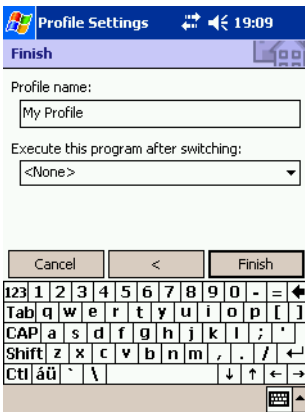 Profile Settings 19:09
Finish
Profile name:
My Profile
Execute this program after switching:
<None>
Cancel < Finish
123 1 2 3 4 5 6 7 8 9 0 - = ←
Tab q w e r t y u i o p [ ]
CAP a s d f g h j k l ; '
Shift z x c v b n m , . / ↵
Ctl áü ` \ ↓ ↑ ← →